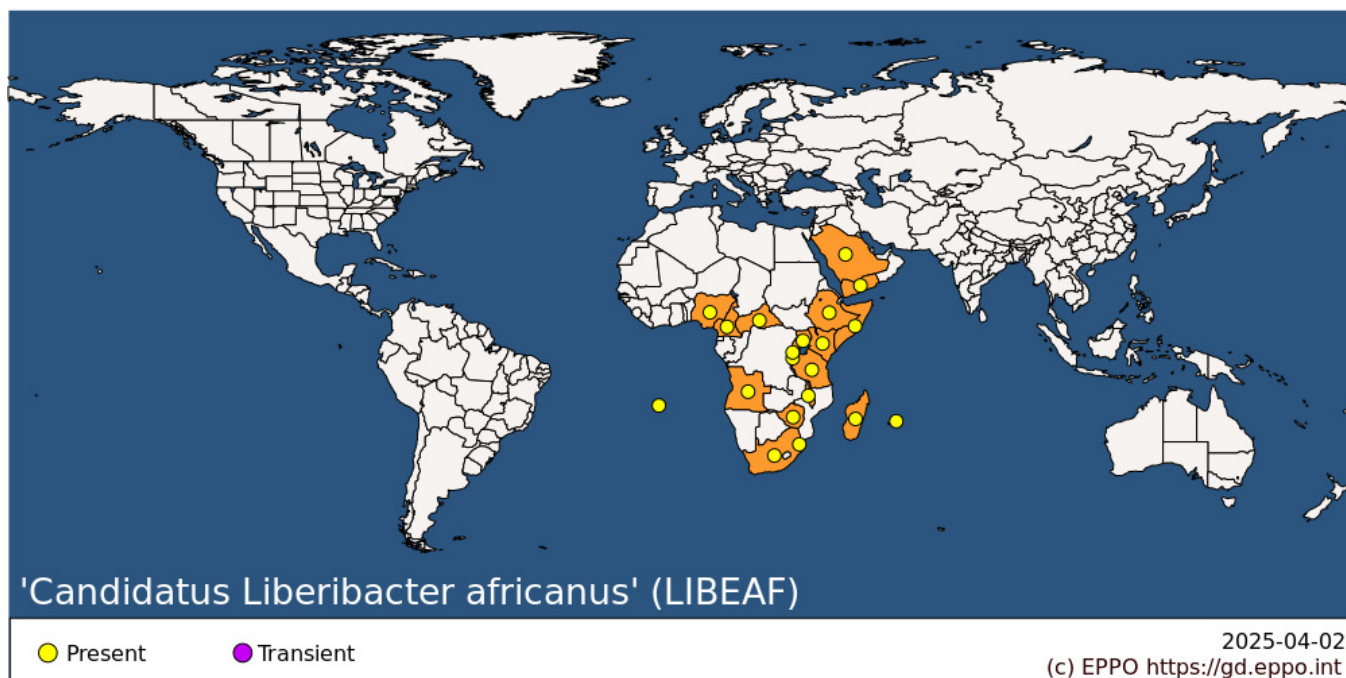 'Candidatus Liberibacter africanus' (LIBEAF)
Present
Transient
2025-04-02
(c) EPPO https://gd.eppo.int